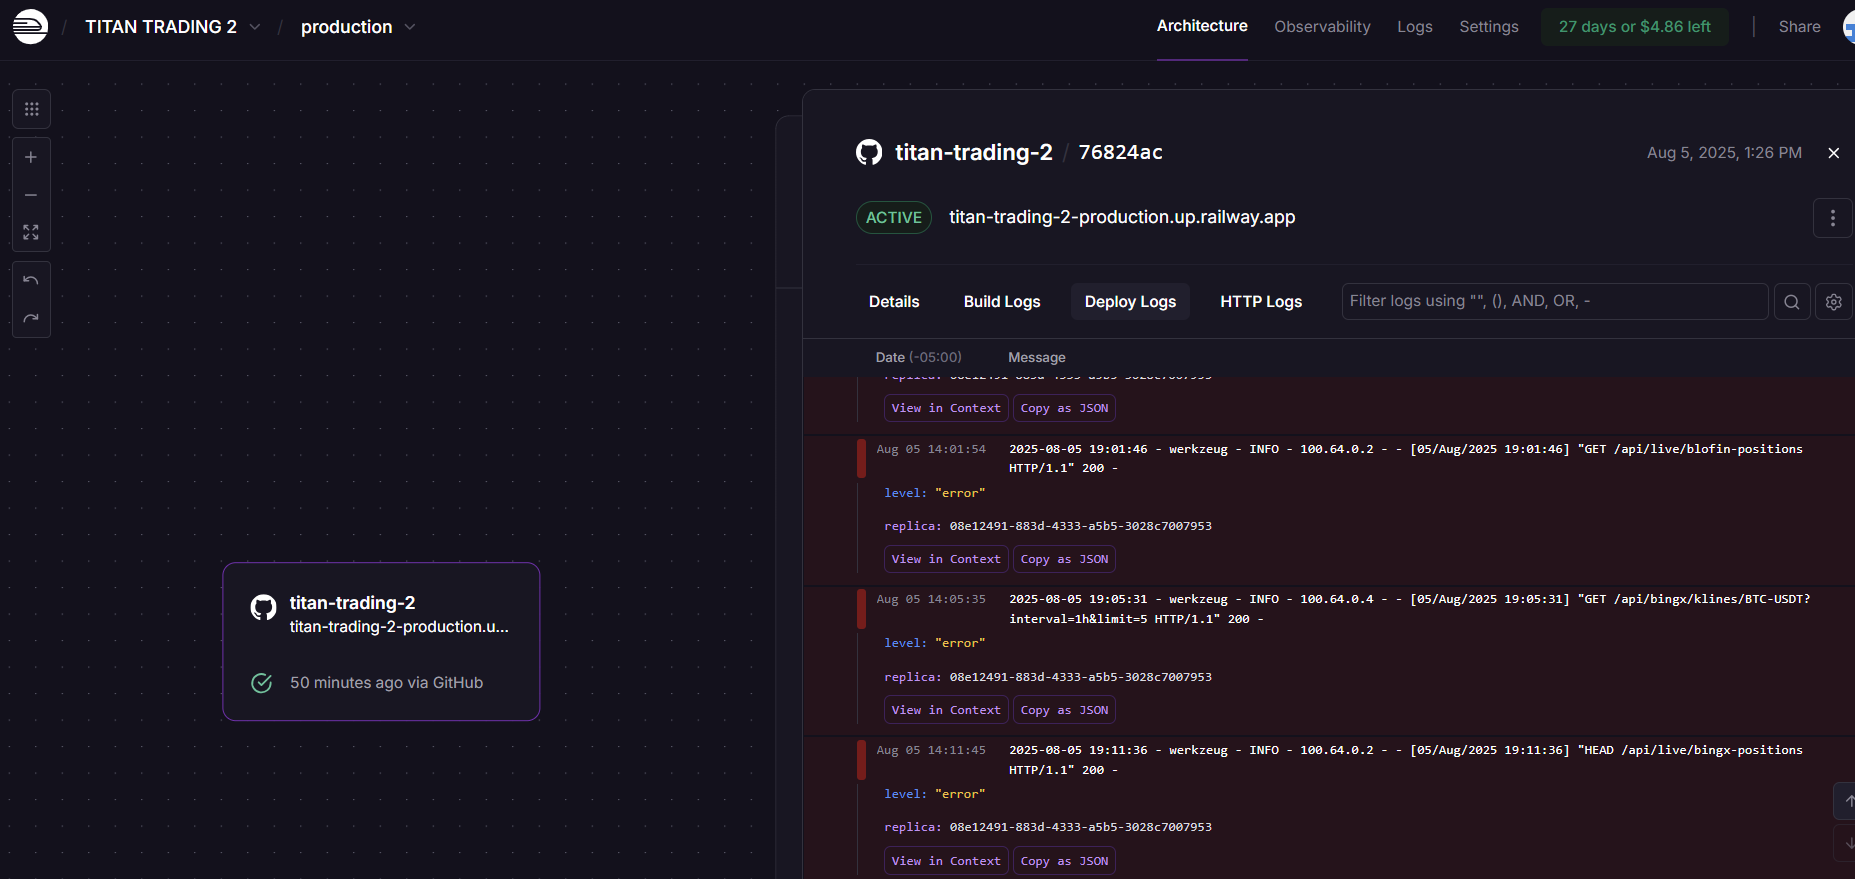 / TITAN TRADING 2 / production
Architecture Observability Logs Settings 27 days or $4.86 left | Share
titan-trading-2 / 76824ac Aug 5, 2025, 1:26 PM
ACTIVE titan-trading-2-production.up.railway.app
Details Build Logs Deploy Logs HTTP Logs Filter logs using "", (), AND, OR, -
Date (-05:00) Message
replica: 08e12491-883d-4333-a5b5-3028c7007953
View in Context Copy as JSON
Aug 05 14:01:54 2025-08-05 19:01:46 - werkzeug - INFO - 100.64.0.2 - - [05/Aug/2025 19:01:46] "GET /api/live/blofin-positions
HTTP/1.1" 200 -
level: "error"
replica: 08e12491-883d-4333-a5b5-3028c7007953
View in Context Copy as JSON
Aug 05 14:05:35 2025-08-05 19:05:31 - werkzeug - INFO - 100.64.0.4 - - [05/Aug/2025 19:05:31] "GET /api/bingx/klines/BTC-USDT?
interval=1h&limit=5 HTTP/1.1" 200 -
level: "error"
replica: 08e12491-883d-4333-a5b5-3028c7007953
View in Context Copy as JSON
Aug 05 14:11:45 2025-08-05 19:11:36 - werkzeug - INFO - 100.64.0.2 - - [05/Aug/2025 19:11:36] "HEAD /api/live/bingx-positions
HTTP/1.1" 200 -
level: "error"
replica: 08e12491-883d-4333-a5b5-3028c7007953
View in Context Copy as JSON
titan-trading-2
titan-trading-2-production.u...
50 minutes ago via GitHub